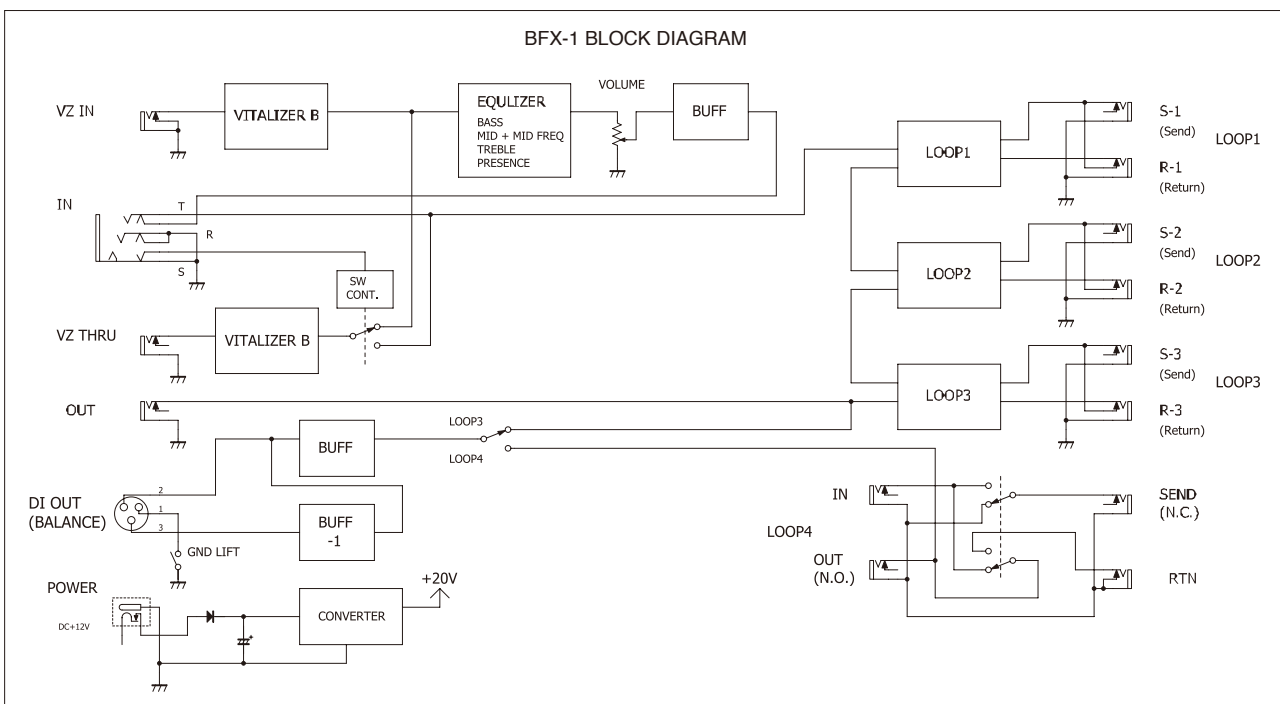 BFX-1 BLOCK DIAGRAM
VZ IN
VITALIZER B
EQULIZER
BASS
MID + MID FREQ
TREBLE
PRESENCE
VOLUME
BUFF
LOOP1
S-1
(Send)
LOOP1
R-1
(Return)
IN
T
R
S
SW
CONT.
LOOP2
S-2
(Send)
LOOP2
R-2
(Return)
VZ THRU
VITALIZER B
LOOP3
S-3
(Send)
LOOP3
R-3
(Return)
OUT
BUFF
LOOP3
LOOP4
DI OUT
(BALANCE)
2
1
3
BUFF
-1
GND LIFT
IN
LOOP4
OUT
(N.O.)
SEND
(N.C.)
RTN
POWER
DC+12V
+
CONVERTER
+20V